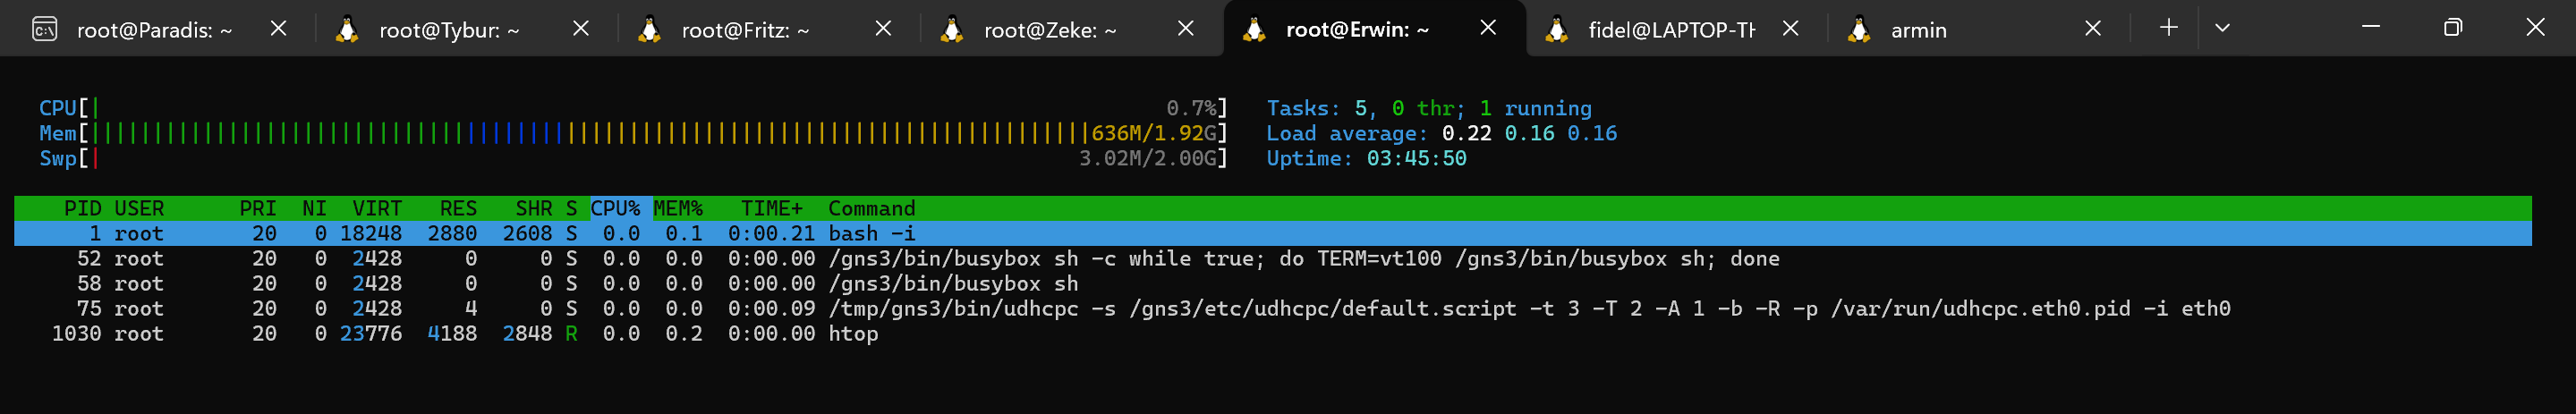 root@Paradis: ~ root@Tybur: ~ root@Fritz: ~ root@Zeke: ~ root@Erwin: ~ fidel@LAPTOP-TH armin
CPU[| 0.7%] Tasks: 5, 0 thr; 1 running
Mem[||||||||||||||||||||||||||||||||||||||||||||||||||||||||||||||||||||||||||||||||636M/1.92G] Load average: 0.22 0.16 0.16
Swp[| 3.02M/2.00G] Uptime: 03:45:50
PID USER PRI NI VIRT RES SHR S CPU% MEM% TIME+ Command
1 root 20 0 18248 2880 2608 S 0.0 0.1 0:00.21 bash -i
52 root 20 0 2428 0 0 S 0.0 0.0 0:00.00 /gns3/bin/busybox sh -c while true; do TERM=vt100 /gns3/bin/busybox sh; done
58 root 20 0 2428 0 0 S 0.0 0.0 0:00.00 /gns3/bin/busybox sh
75 root 20 0 2428 4 0 S 0.0 0.0 0:00.09 /tmp/gns3/bin/udhcpc -s /gns3/etc/udhcpc/default.script -t 3 -T 2 -A 1 -b -R -p /var/run/udhcpc.eth0.pid -i eth0
1030 root 20 0 23776 4188 2848 R 0.0 0.2 0:00.00 htop